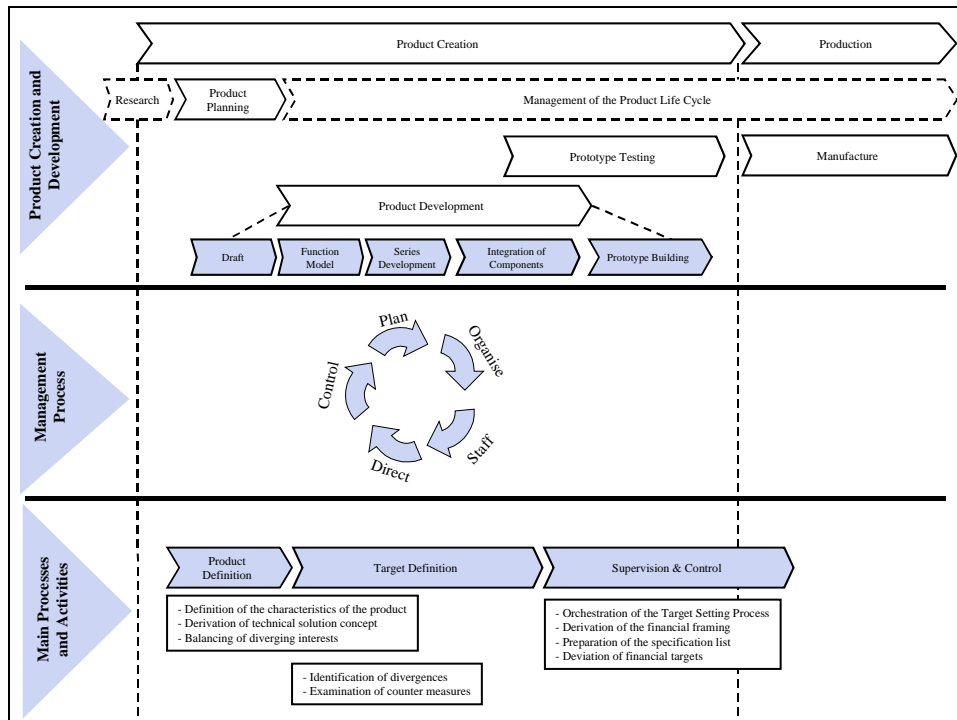 Product Creation and
Development
Product Creation
Production
Research
Product
Planning
Management of the Product Life Cycle
Prototype Testing
Manufacture
Product Development
Draft
Function
Model
Series
Development
Integration of
Components
Prototype Building
Management
Process
Plan
Organise
Staff
Direct
Control
Main Processes
and Activities
Product
Definition
Target Definition
Supervision & Control
- Definition of the characteristics of the product
- Derivation of technical solution concept
- Balancing of diverging interests
- Orchestration of the Target Setting Process
- Derivation of the financial framing
- Preparation of the specification list
- Deviation of financial targets
- Identification of divergences
- Examination of counter measures